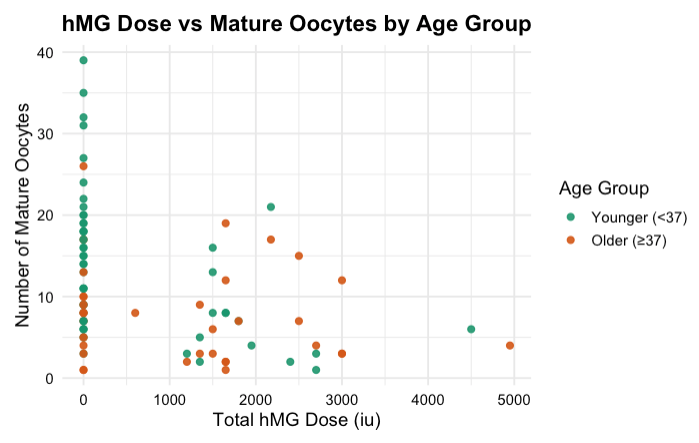 hMG Dose vs Mature Oocytes by Age Group
40
30
20
10
0
Number of Mature Oocytes
0 1000 2000 3000 4000 5000
Total hMG Dose (iu)
Age Group
Younger (<37)
Older (≥37)